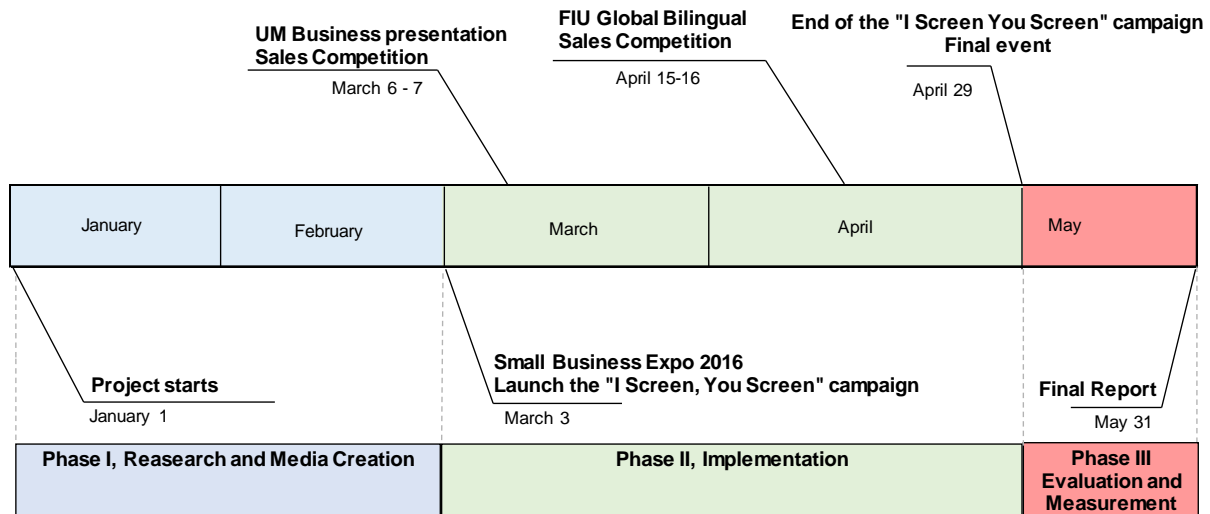 UM Business presentation
Sales Competition
March 6 - 7
FIU Global Bilingual
Sales Competition
April 15-16
End of the "I Screen You Screen" campaign
Final event
April 29
January
February
March
April
May
Project starts
January 1
Small Business Expo 2016
Launch the "I Screen, You Screen" campaign
March 3
Final Report
May 31
Phase I, Reasearch and Media Creation
Phase II, Implementation
Phase III
Evaluation and
Measurement